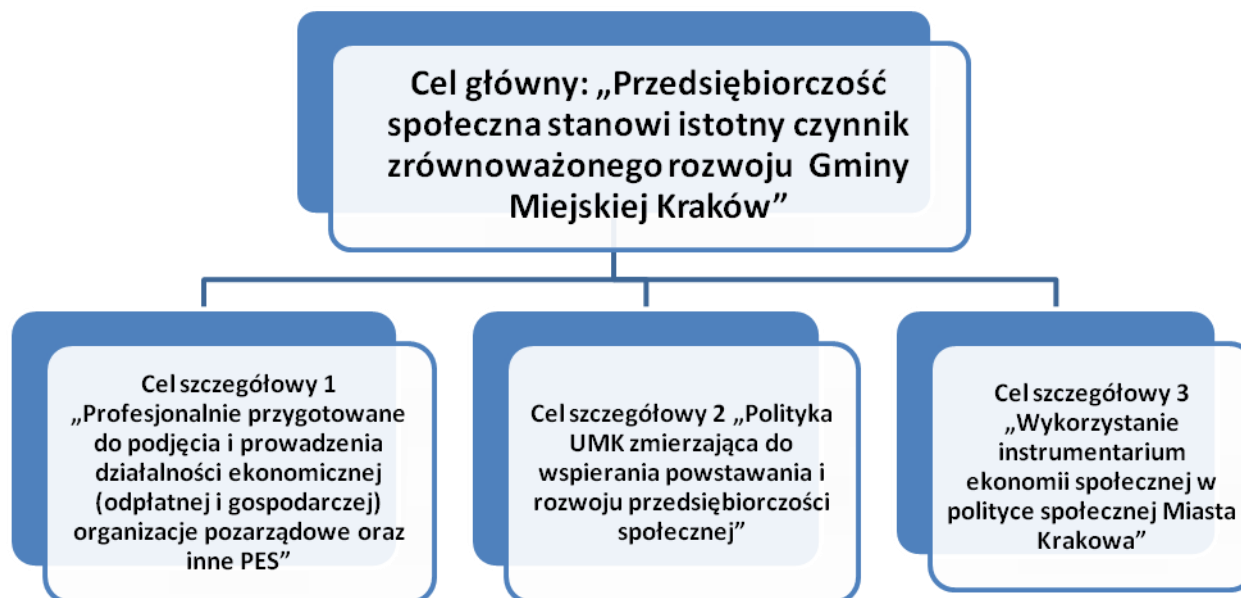 Cel główny: „Przedsiębiorczość
społeczna stanowi istotny czynnik
zrównoważonego rozwoju Gminy
Miejskiej Kraków”
Cel szczegółowy 1
„Profesjonalnie przygotowane
do podjęcia i prowadzenia
działalności ekonomicznej
(odpłatnej i gospodarczej)
organizacje pozarządowe oraz
inne PES”
Cel szczegółowy 2 „Polityka
UMK zmierzająca do
wspierania powstawania i
rozwoju przedsiębiorczości
społecznej”
Cel szczegółowy 3
„Wykorzystanie
instrumentarium
ekonomii społecznej w
polityce społecznej Miasta
Krakowa”